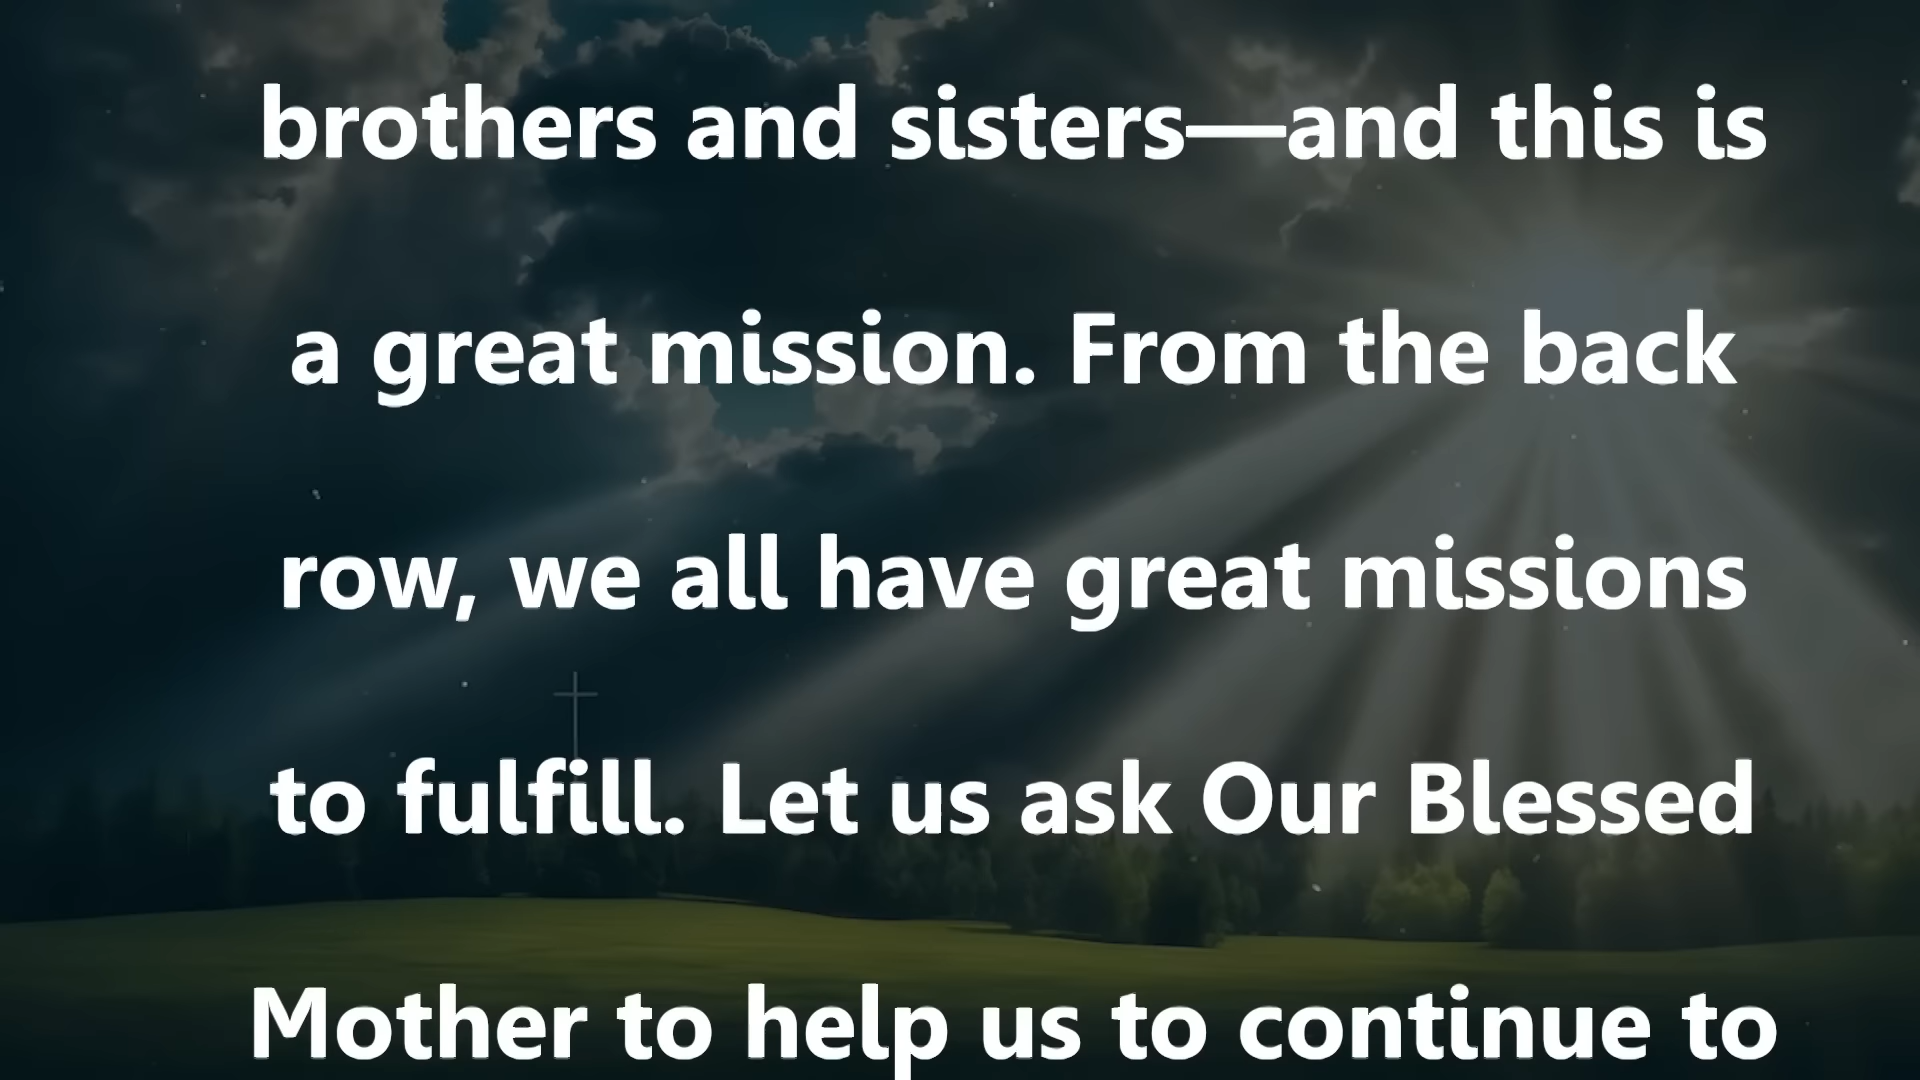 brothers and sisters—and this is
a great mission. From the back
row, we all have great missions
to fulfill. Let us ask Our Blessed
Mother to help us to continue to